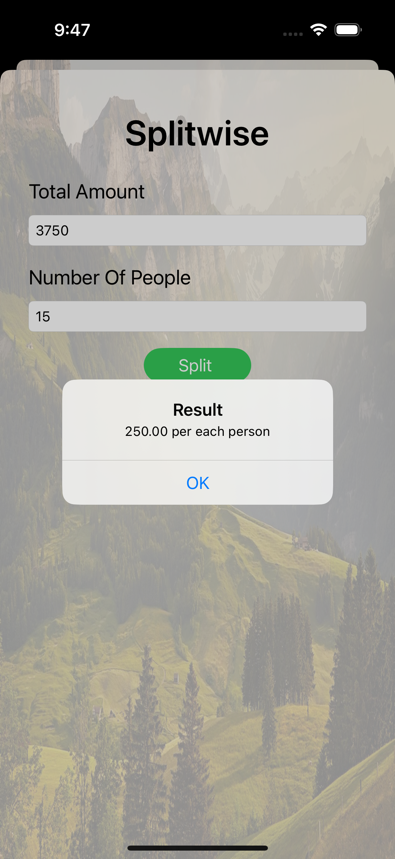 9:47
Splitwise
Total Amount
3750
Number Of People
15
Split
Result
250.00 per each person
OK